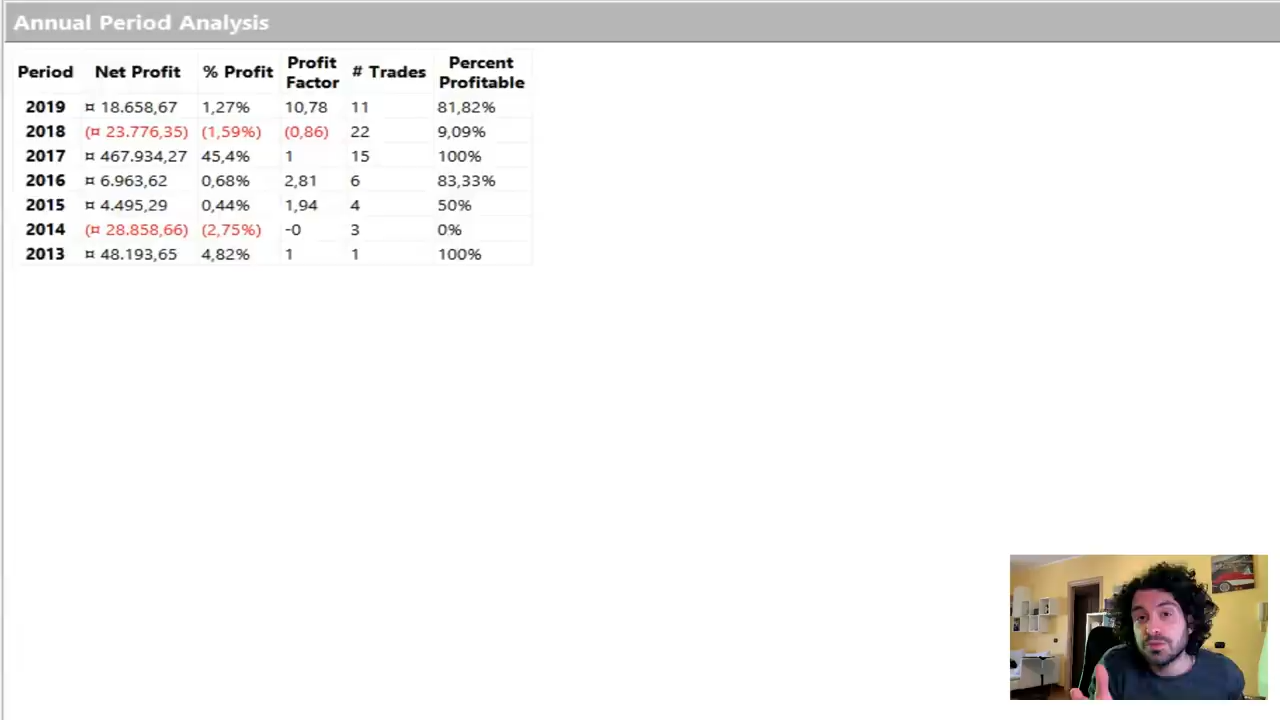 Annual Period Analysis
Period Net Profit % Profit Profit Factor # Trades Percent Profitable
2019 ¤ 18.658,67 1,27% 10,78 11 81,82%
2018 (¤ 23.776,35) (1,59%) (0,86) 22 9,09%
2017 ¤ 467.934,27 45,4% 1 15 100%
2016 ¤ 6.963,62 0,68% 2,81 6 83,33%
2015 ¤ 4.495,29 0,44% 1,94 4 50%
2014 (¤ 28.858,66) (2,75%) -0 3 0%
2013 ¤ 48.193,65 4,82% 1 1 100%